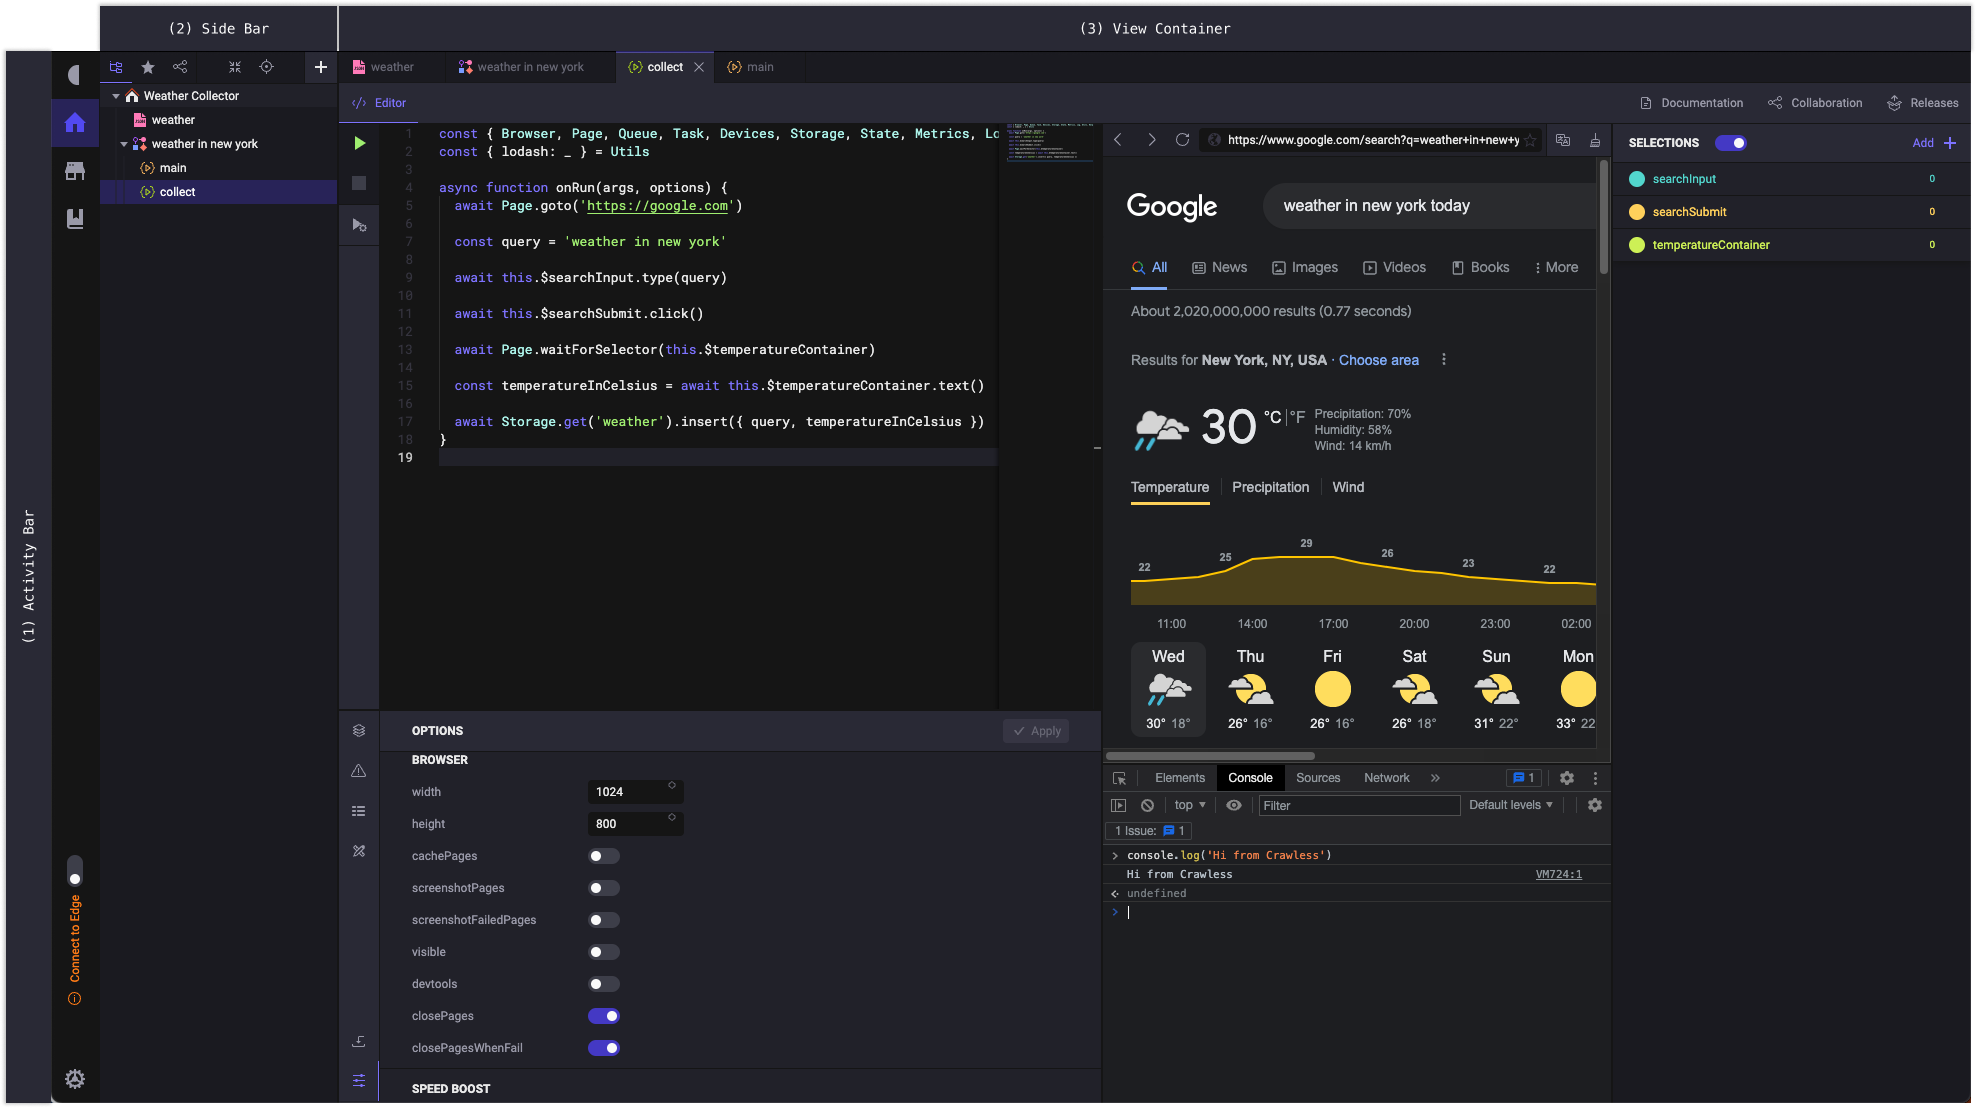 (2) Side Bar
(3) View Container
(1) Activity Bar
Connect to Edge
Weather Collector
weather
weather in new york
main
collect
weather
weather in new york
collect
main
Editor
Documentation
Collaboration
Releases
1 const { Browser, Page, Queue, Task, Devices, Storage, State, Metrics, Lo
2 const { lodash: _ } = Utils
3
4 async function onRun(args, options) {
5 await Page.goto('https://google.com')
6
7 const query = 'weather in new york'
8
9 await this.$searchInput.type(query)
10
11 await this.$searchSubmit.click()
12
13 await Page.waitForSelector(this.$temperatureContainer)
14
15 const temperatureInCelsius = await this.$temperatureContainer.text()
16
17 await Storage.get('weather').insert({ query, temperatureInCelsius })
18 }
19
OPTIONS
Apply
BROWSER
width 1024
height 800
cachePages
screenshotPages
screenshotFailedPages
visible
devtools
closePages
closePagesWhenFail
SPEED BOOST
https://www.google.com/search?q=weather+in+new+y
Google
weather in new york today
All News Images Videos Books More
About 2,020,000,000 results (0.77 seconds)
Results for New York, NY, USA · Choose area
30 °C | °F
Precipitation: 70%
Humidity: 58%
Wind: 14 km/h
Temperature Precipitation Wind
22 25 29 26 23 22
11:00 14:00 17:00 20:00 23:00 02:00
Wed Thu Fri Sat Sun Mon
30° 18° 26° 16° 26° 16° 26° 18° 31° 22° 33° 22
Elements Console Sources Network » 1
top Filter Default levels
1 Issue: 1
> console.log('Hi from Crawless')
Hi from Crawless VM724:1
undefined
>
SELECTIONS
Add +
searchInput 0
searchSubmit 0
temperatureContainer 0